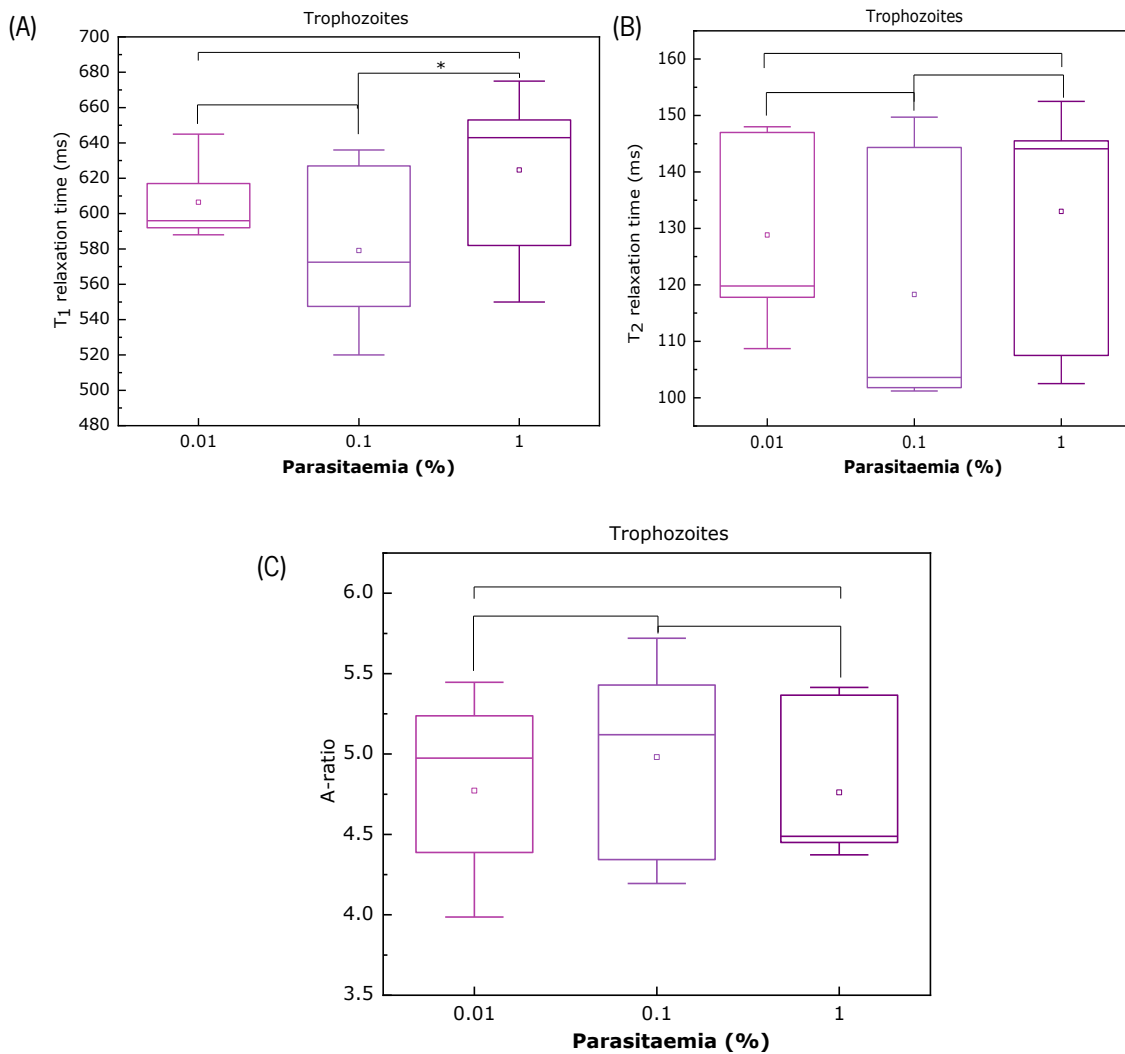 (A)
Trophozoites
700
680
660
640
620
600
580
560
540
520
500
480
T1 relaxation time (ms)
*
0.01
0.1
1
Parasitaemia (%)
(B)
Trophozoites
160
150
140
130
120
110
100
T2 relaxation time (ms)
0.01
0.1
1
Parasitaemia (%)
(C)
Trophozoites
6.0
5.5
5.0
4.5
4.0
3.5
A-ratio
0.01
0.1
1
Parasitaemia (%)